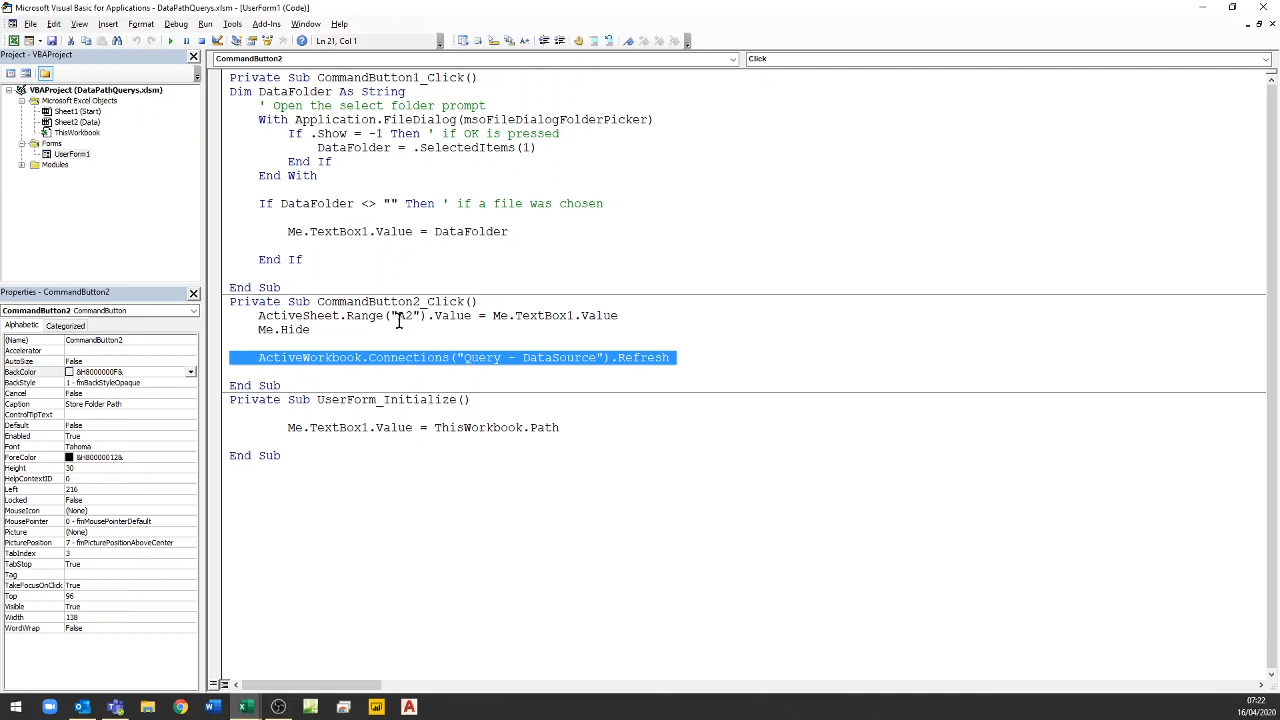 Microsoft Visual Basic for Applications - DataPathQuerys.xlsm - [UserForm1 (Code)]
File Edit View Insert Format Debug Run Tools Add-Ins Window Help
Ln 21, Col 1
Project - VBAProject
CommandButton2
Click
VBAProject (DataPathQuerys.xlsm)
Microsoft Excel Objects
Sheet1 (Start)
Sheet2 (Data)
ThisWorkbook
Forms
UserForm1
Modules
Private Sub CommandButton1_Click()
Dim DataFolder As String
' Open the select folder prompt
With Application.FileDialog(msoFileDialogFolderPicker)
If .Show = -1 Then ' if OK is pressed
DataFolder = .SelectedItems(1)
End If
End With
If DataFolder <> "" Then ' if a file was chosen
Me.TextBox1.Value = DataFolder
End If
End Sub
Private Sub CommandButton2_Click()
ActiveSheet.Range("A2").Value = Me.TextBox1.Value
Me.Hide
ActiveWorkbook.Connections("Query - DataSource").Refresh
End Sub
Private Sub UserForm_Initialize()
Me.TextBox1.Value = ThisWorkbook.Path
End Sub
Properties - CommandButton2
CommandButton2 CommandButton
Alphabetic Categorized
(Name) CommandButton2
Accelerator
AutoSize False
BackColor &H8000000F&
BackStyle 1 - fmBackStyleOpaque
Cancel False
Caption Store Folder Path
ControlTipText
Default False
Enabled True
Font Tahoma
ForeColor &H80000012&
Height 30
HelpContextID 0
Left 216
Locked False
MouseIcon (None)
MousePointer 0 - fmMousePointerDefault
Picture (None)
PicturePosition 7 - fmPicturePositionAboveCenter
TabIndex 3
TabStop True
Tag
TakeFocusOnClick True
Top 96
Visible True
Width 138
WordWrap False
07:22
16/04/2020